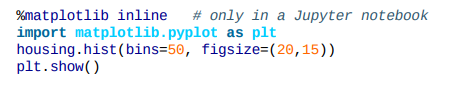 %matplotlib inline   # only in a Jupyter notebook
import matplotlib.pyplot as plt
housing.hist(bins=50, figsize=(20,15))
plt.show()